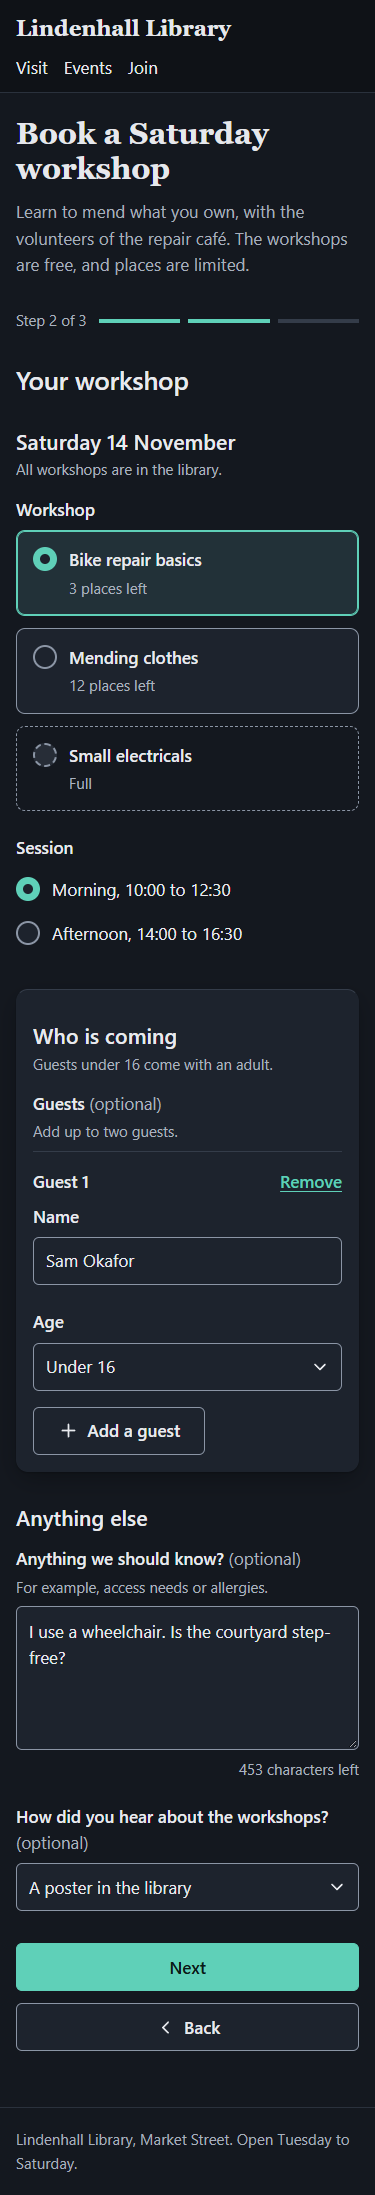 Lindenhall Library
Visit Events Join
Book a Saturday
workshop
Learn to mend what you own, with the
volunteers of the repair café. The workshops
are free, and places are limited.
Step 2 of 3
Your workshop
Saturday 14 November
All workshops are in the library.
Workshop
Bike repair basics
3 places left
Mending clothes
12 places left
Small electricals
Full
Session
Morning, 10:00 to 12:30
Afternoon, 14:00 to 16:30
Who is coming
Guests under 16 come with an adult.
Guests (optional)
Add up to two guests.
Guest 1 Remove
Name
Sam Okafor
Age
Under 16
Add a guest
Anything else
Anything we should know? (optional)
For example, access needs or allergies.
I use a wheelchair. Is the courtyard step-
free?
453 characters left
How did you hear about the workshops?
(optional)
A poster in the library
Next
Back
Lindenhall Library, Market Street. Open Tuesday to
Saturday.